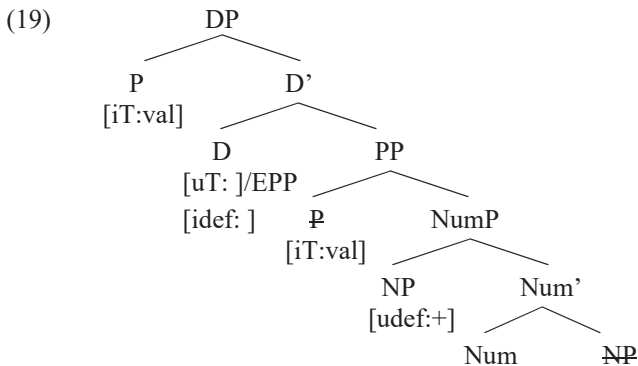 (19) DP
P D’
[iT:val]
D PP
[uT: ]/EPP
[idef: ] P NumP
[iT:val]
NP Num’
[udef:+]
Num NP